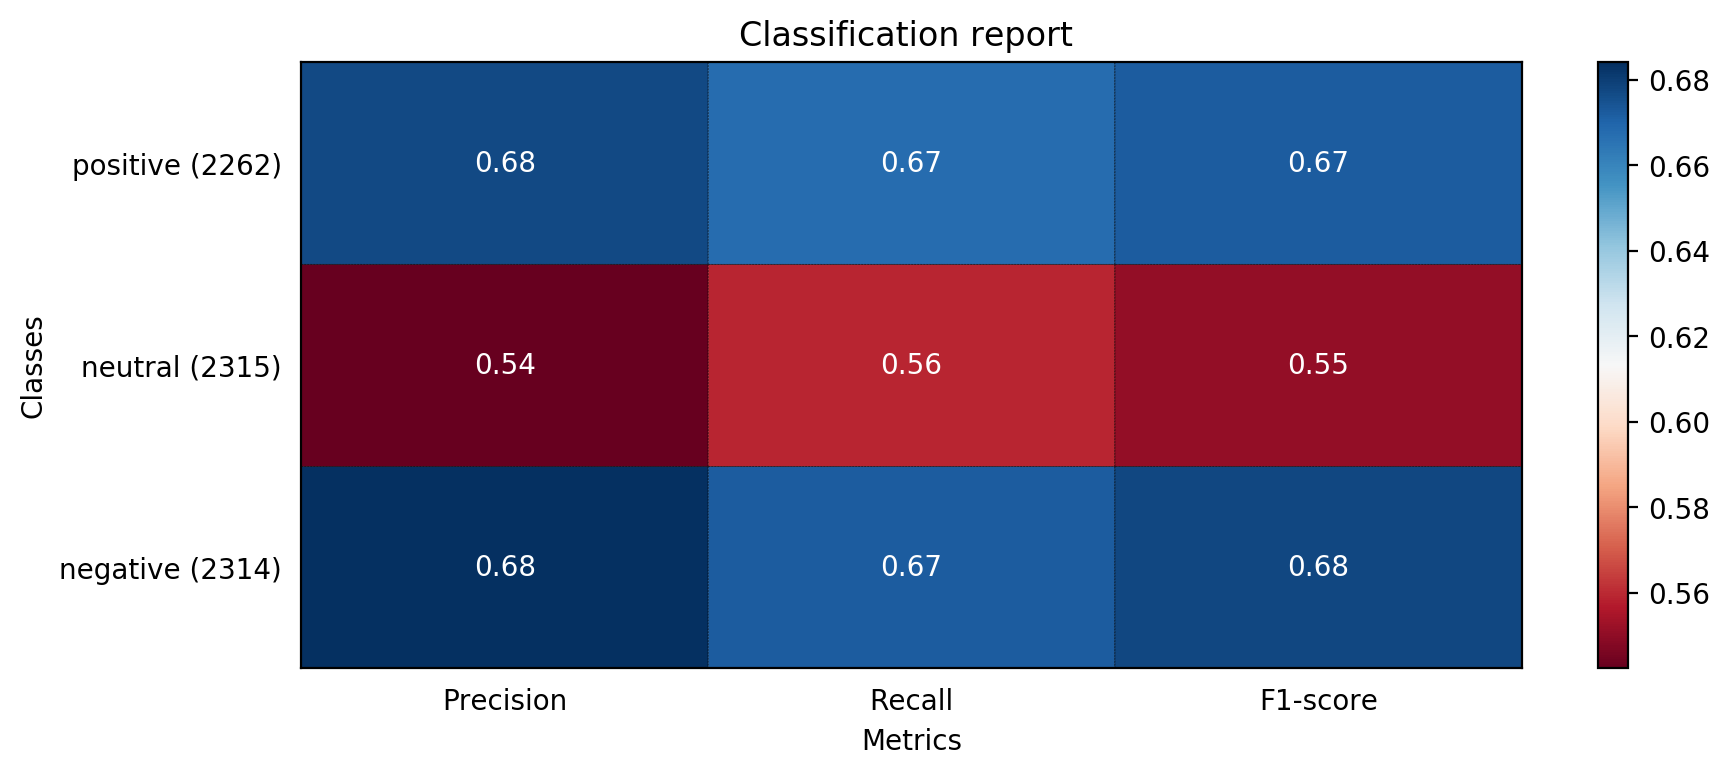 Classification report
positive (2262) 0.68 0.67 0.67
neutral (2315) 0.54 0.56 0.55
negative (2314) 0.68 0.67 0.68
Precision Recall F1-score
Metrics
Classes
0.68
0.66
0.64
0.62
0.60
0.58
0.56